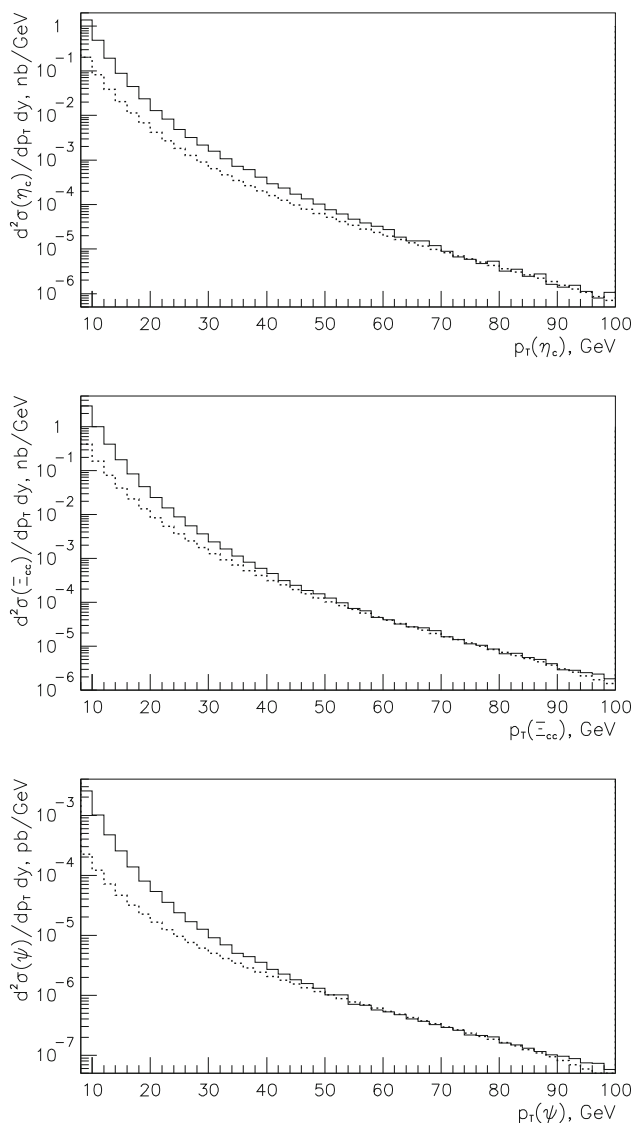 d²σ(η_c)/dp_T dy, nb/GeV
1
10⁻¹
10⁻²
10⁻³
10⁻⁴
10⁻⁵
10⁻⁶
10 20 30 40 50 60 70 80 90 100
p_T(η_c), GeV
d²σ(Ξ_cc)/dp_T dy, nb/GeV
1
10⁻¹
10⁻²
10⁻³
10⁻⁴
10⁻⁵
10⁻⁶
10 20 30 40 50 60 70 80 90 100
p_T(Ξ_cc), GeV
d²σ(ψ)/dp_T dy, pb/GeV
10⁻³
10⁻⁴
10⁻⁵
10⁻⁶
10⁻⁷
10 20 30 40 50 60 70 80 90 100
p_T(ψ), GeV